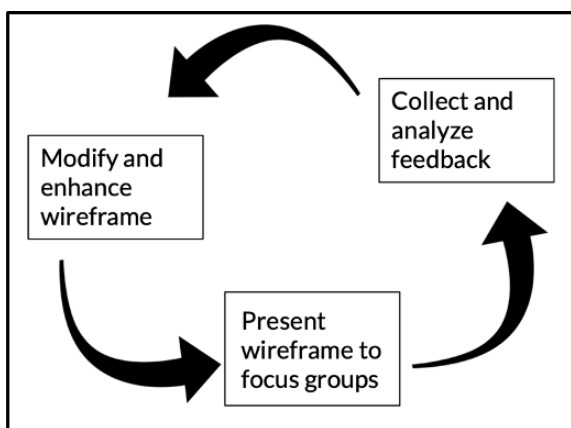 Collect and
analyze
feedback
Modify and
enhance
wireframe
Present
wireframe to
focus groups